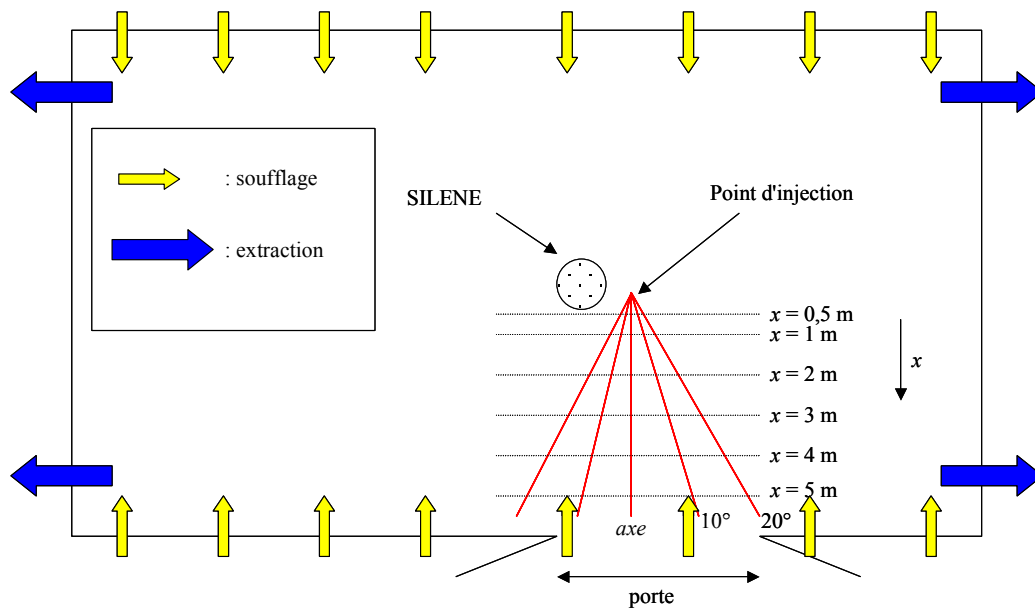 : soufflage
: extraction
SILENE
Point d'injection
x = 0,5 m
x = 1 m
x = 2 m
x = 3 m
x = 4 m
x = 5 m
x
axe
10°
20°
porte